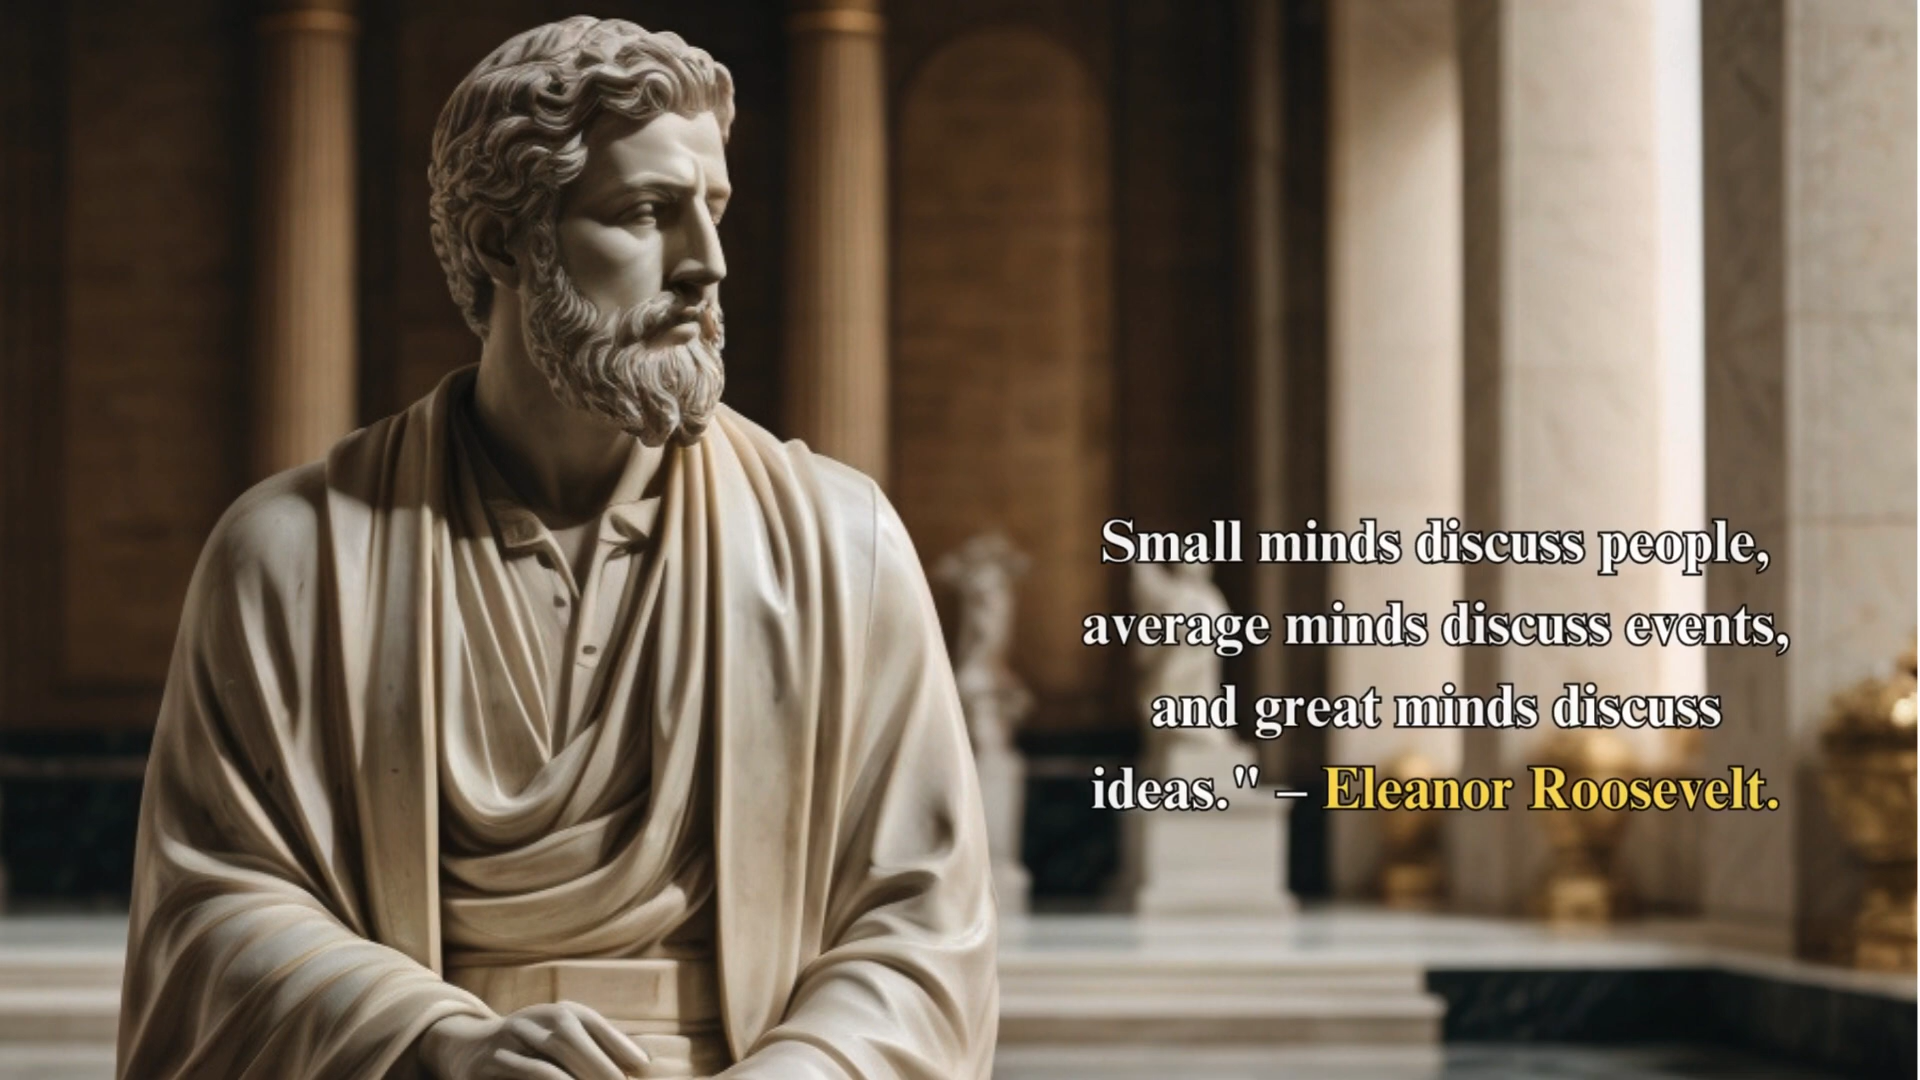 Small minds discuss people,
average minds discuss events,
and great minds discuss
ideas." – Eleanor Roosevelt.